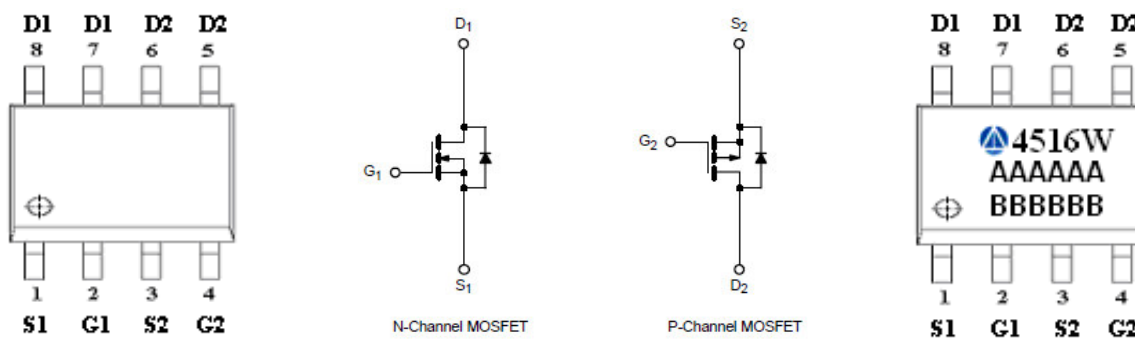 D1 D1 D2 D2
8 7 6 5
1 2 3 4
S1 G1 S2 G2
D1
G1
S1
N-Channel MOSFET
S2
G2
D2
P-Channel MOSFET
D1 D1 D2 D2
8 7 6 5
4516W
AAAAAA
BBBBBB
1 2 3 4
S1 G1 S2 G2